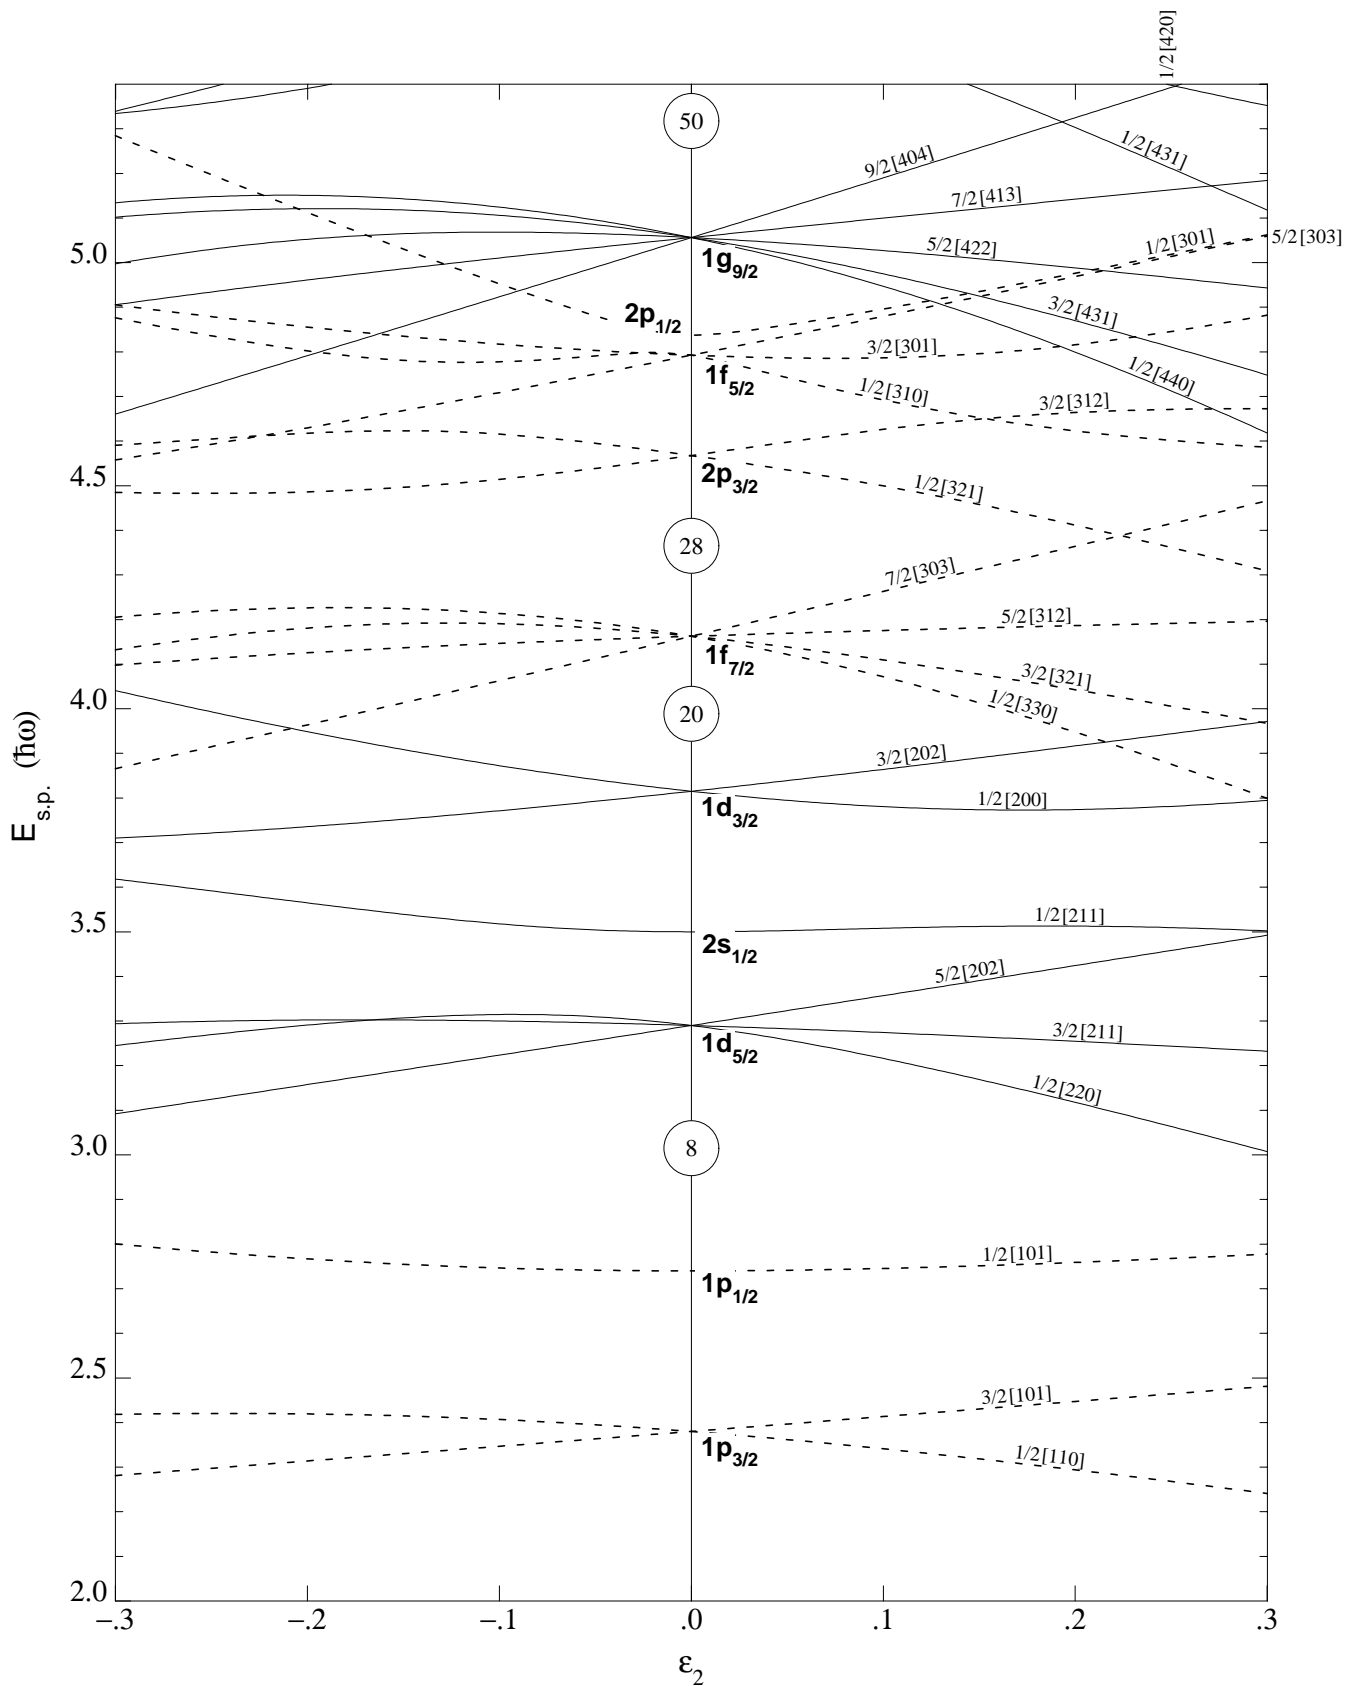 1/2[420]
50
9/2[404]
1/2[431]
7/2[413]
1/2[301]
5/2[303]
5/2[422]
5.0
1g9/2
3/2[431]
2p1/2
3/2[301]
1f5/2
1/2[440]
1/2[310]
3/2[312]
2p3/2
4.5
1/2[321]
28
7/2[303]
5/2[312]
1f7/2
3/2[321]
4.0
20
1/2[330]
3/2[202]
Es.p. (ħω)
1d3/2
1/2[200]
3.5
1/2[211]
2s1/2
5/2[202]
1d5/2
3/2[211]
1/2[220]
3.0
8
1/2[101]
1p1/2
2.5
3/2[101]
1p3/2
1/2[110]
2.0
−.3 −.2 −.1 .0 .1 .2 .3
ε2